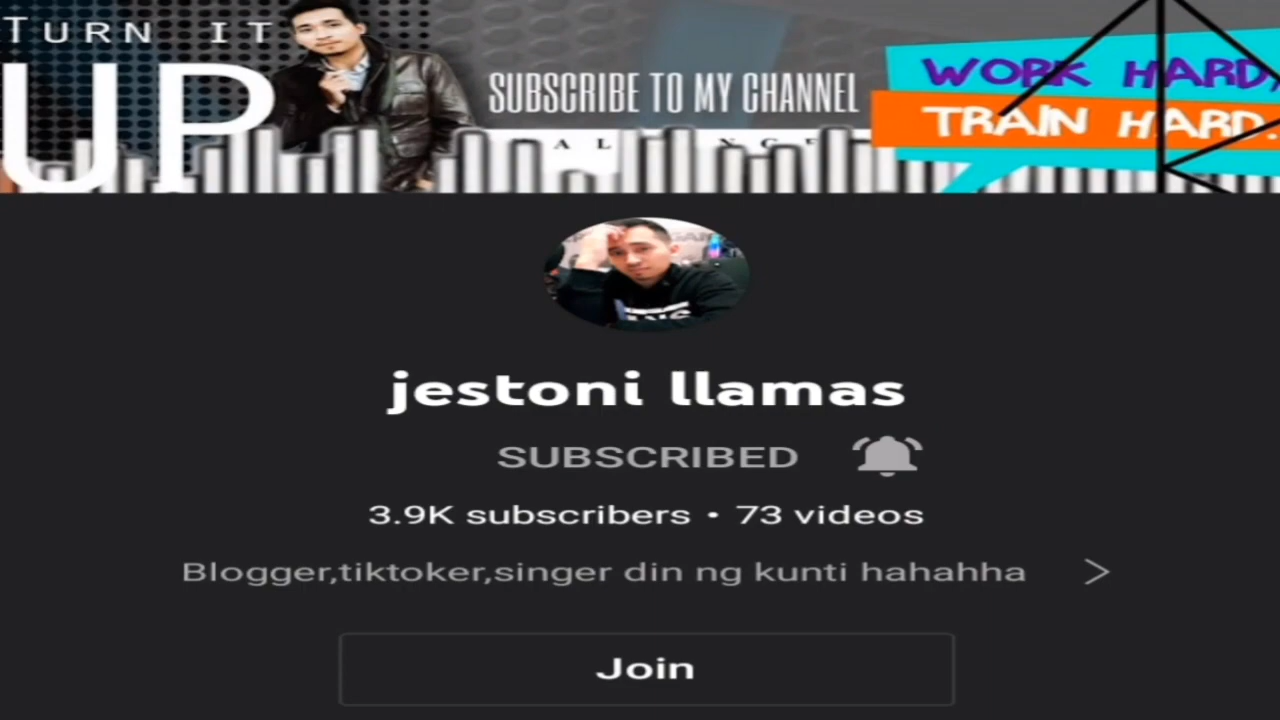 TURN IT
UP
SUBSCRIBE TO MY CHANNEL
WORK HARD,
TRAIN HARD.
jestoni llamas
SUBSCRIBED
3.9K subscribers • 73 videos
Blogger,tiktoker,singer din ng kunti hahahha
Join